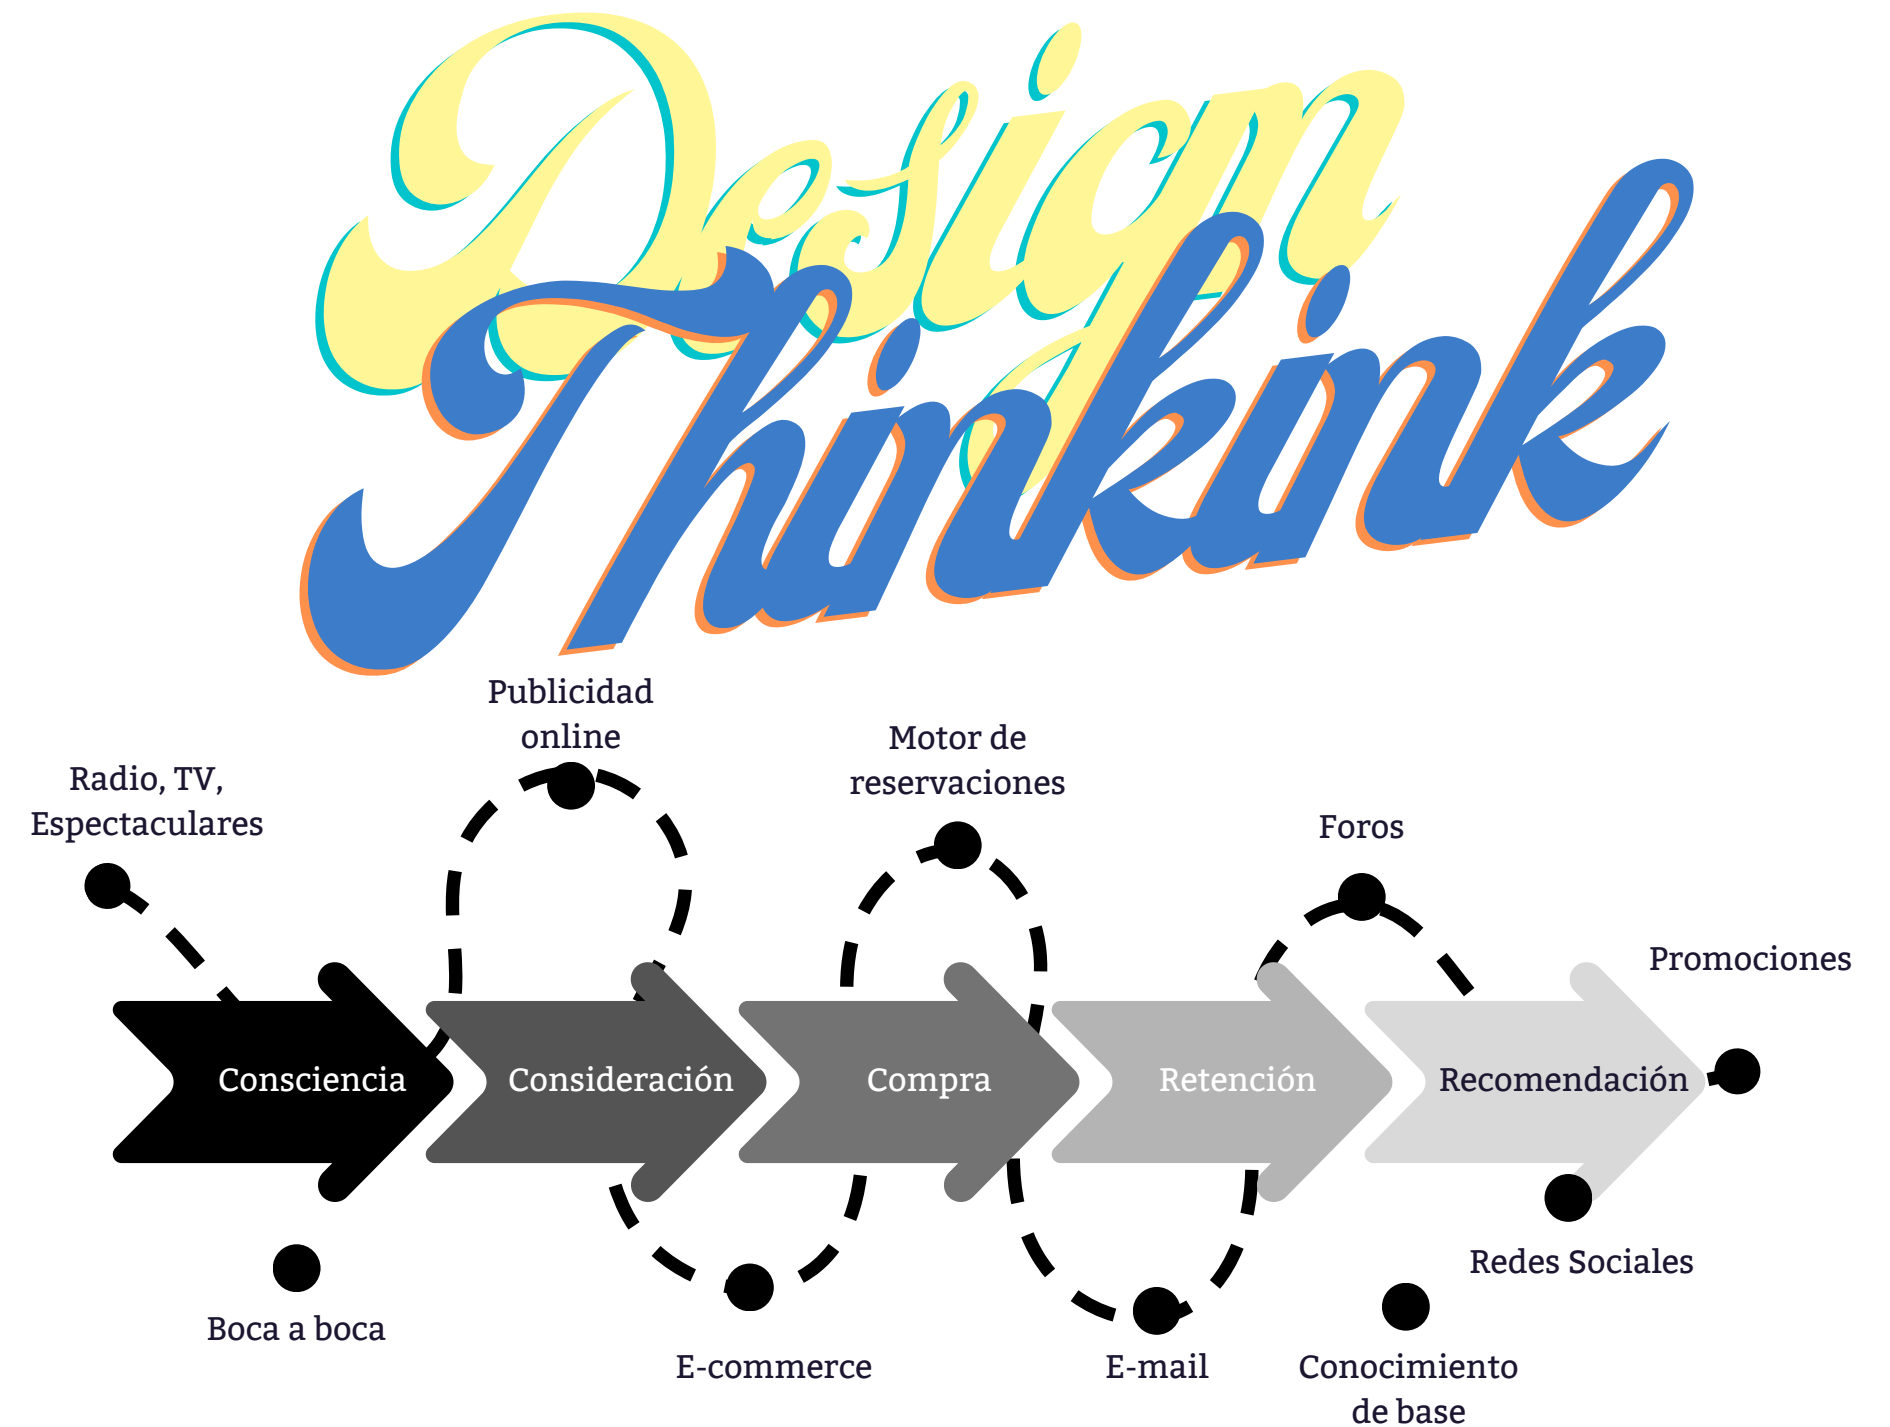 Design
Thinkink
Publicidad
online
Motor de
reservaciones
Radio, TV,
Espectaculares
Foros
Promociones
Consciencia
Consideración
Compra
Retención
Recomendación
Redes Sociales
Boca a boca
E-commerce
E-mail
Conocimiento
de base